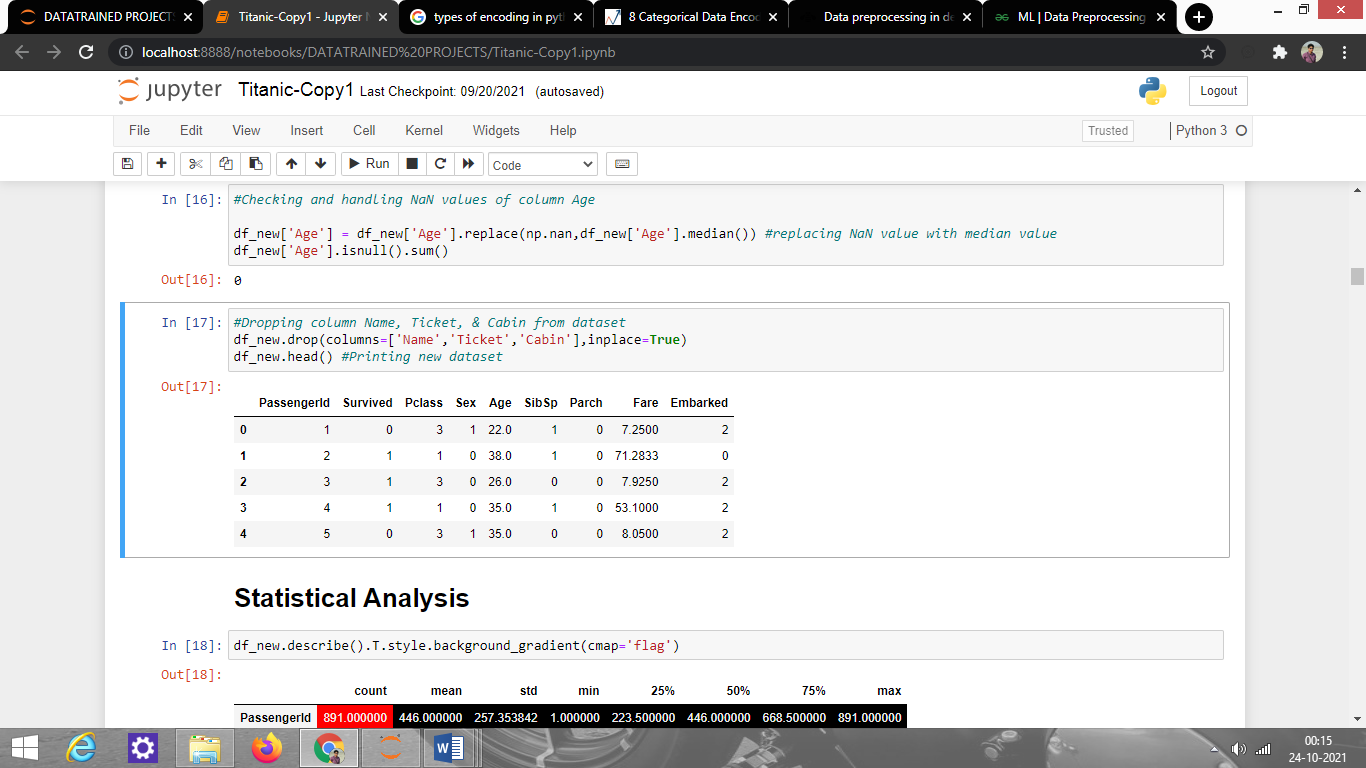 DATATRAINED PROJECTS
Titanic-Copy1 - Jupyter N
types of encoding in pyth
8 Categorical Data Encod
Data preprocessing in de
ML | Data Preprocessing
localhost:8888/notebooks/DATATRAINED%20PROJECTS/Titanic-Copy1.ipynb
jupyter Titanic-Copy1 Last Checkpoint: 09/20/2021 (autosaved)
Logout
File Edit View Insert Cell Kernel Widgets Help
Trusted
Python 3
Run
Code
In [16]: #Checking and handling NaN values of column Age
df_new['Age'] = df_new['Age'].replace(np.nan,df_new['Age'].median()) #replacing NaN value with median value
df_new['Age'].isnull().sum()
Out[16]: 0
In [17]: #Dropping column Name, Ticket, & Cabin from dataset
df_new.drop(columns=['Name','Ticket','Cabin'],inplace=True)
df_new.head() #Printing new dataset
Out[17]:
PassengerId Survived Pclass Sex Age SibSp Parch Fare Embarked
0 1 0 3 1 22.0 1 0 7.2500 2
1 2 1 1 0 38.0 1 0 71.2833 0
2 3 1 3 0 26.0 0 0 7.9250 2
3 4 1 1 0 35.0 1 0 53.1000 2
4 5 0 3 1 35.0 0 0 8.0500 2
Statistical Analysis
In [18]: df_new.describe().T.style.background_gradient(cmap='flag')
Out[18]:
count mean std min 25% 50% 75% max
PassengerId 891.000000 446.000000 257.353842 1.000000 223.500000 446.000000 668.500000 891.000000
00:15
24-10-2021